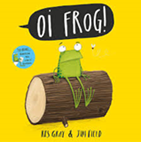 OI FROG!
KES GRAY & JIM FIELD